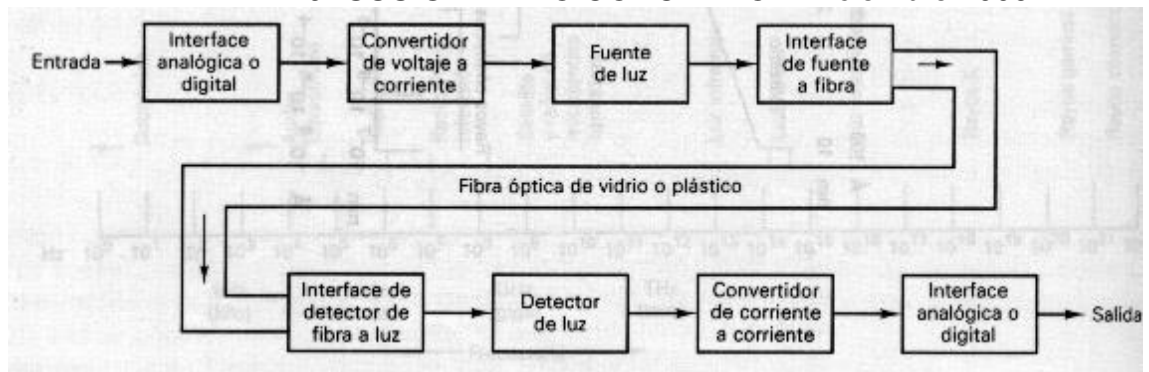 Entrada
Interface
analógica o
digital
Convertidor
de voltaje a
corriente
Fuente
de luz
Interface
de fuente
a fibra
Fibra óptica de vidrio o plástico
Interface de
detector de
fibra a luz
Detector
de luz
Convertidor
de corriente
a corriente
Interface
analógica o
digital
Salida